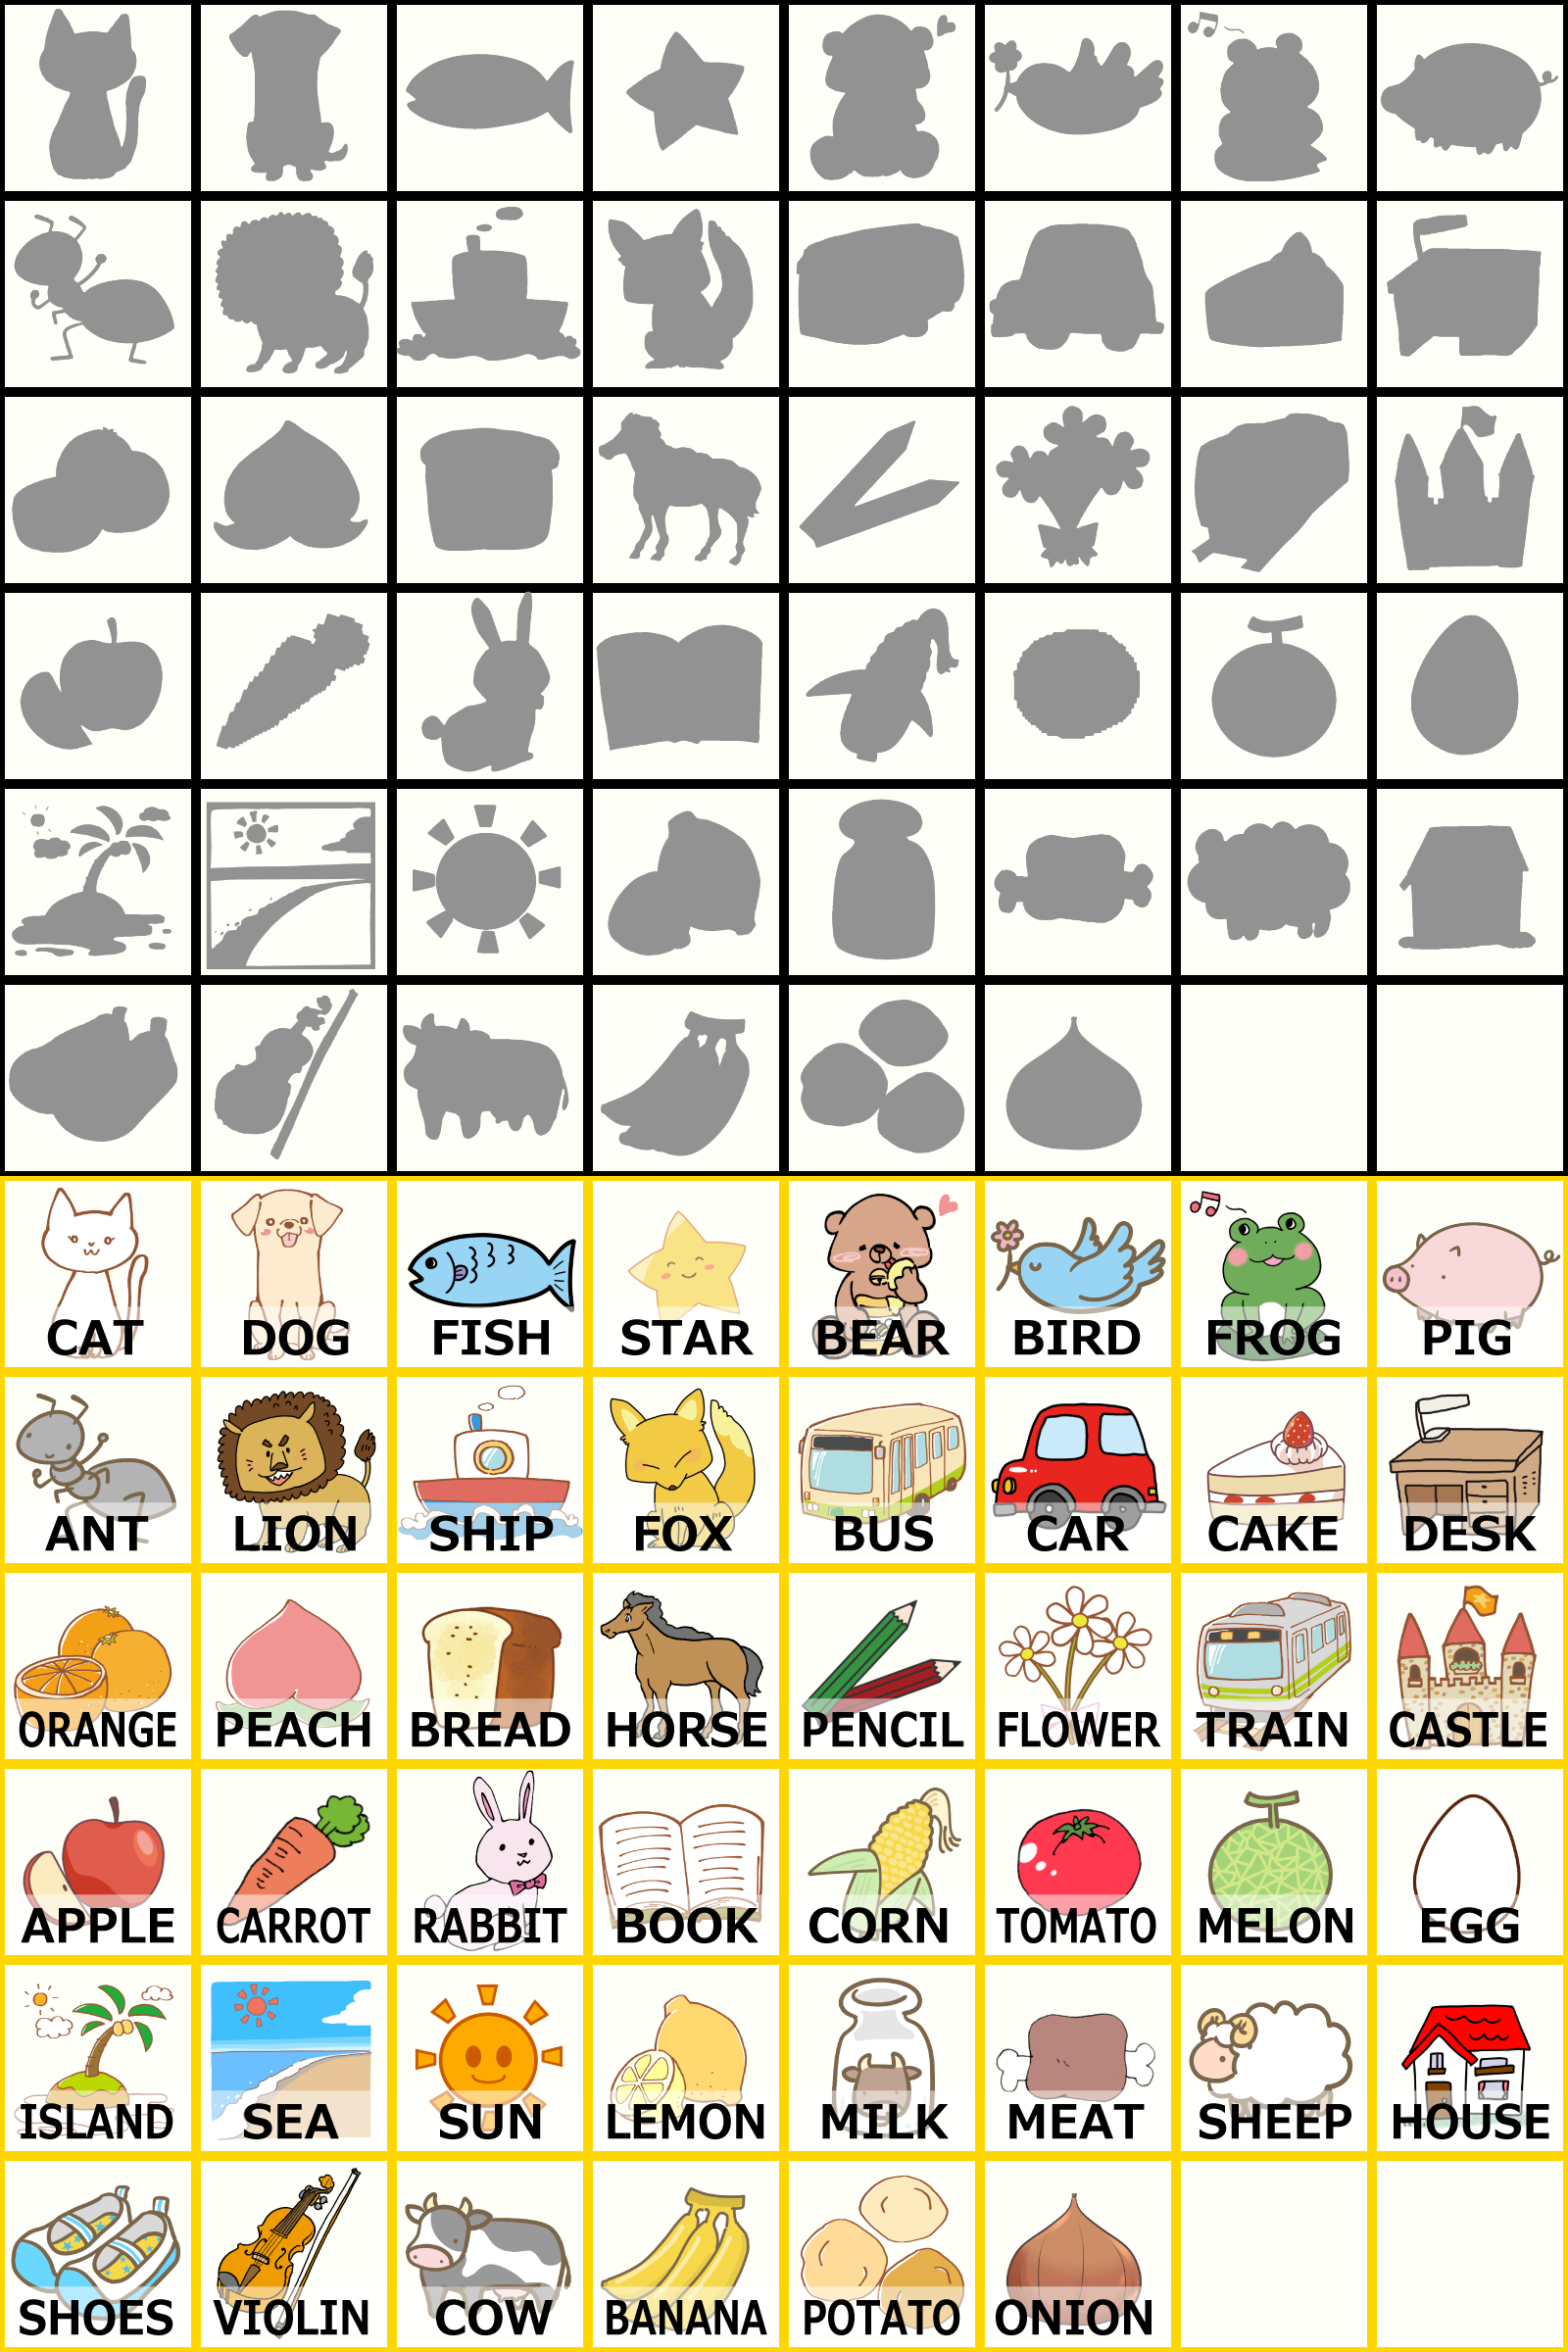 CAT DOG FISH STAR BEAR BIRD FROG PIG
ANT LION SHIP FOX BUS CAR CAKE DESK
ORANGE PEACH BREAD HORSE PENCIL FLOWER TRAIN CASTLE
APPLE CARROT RABBIT BOOK CORN TOMATO MELON EGG
ISLAND SEA SUN LEMON MILK MEAT SHEEP HOUSE
SHOES VIOLIN COW BANANA POTATO ONION